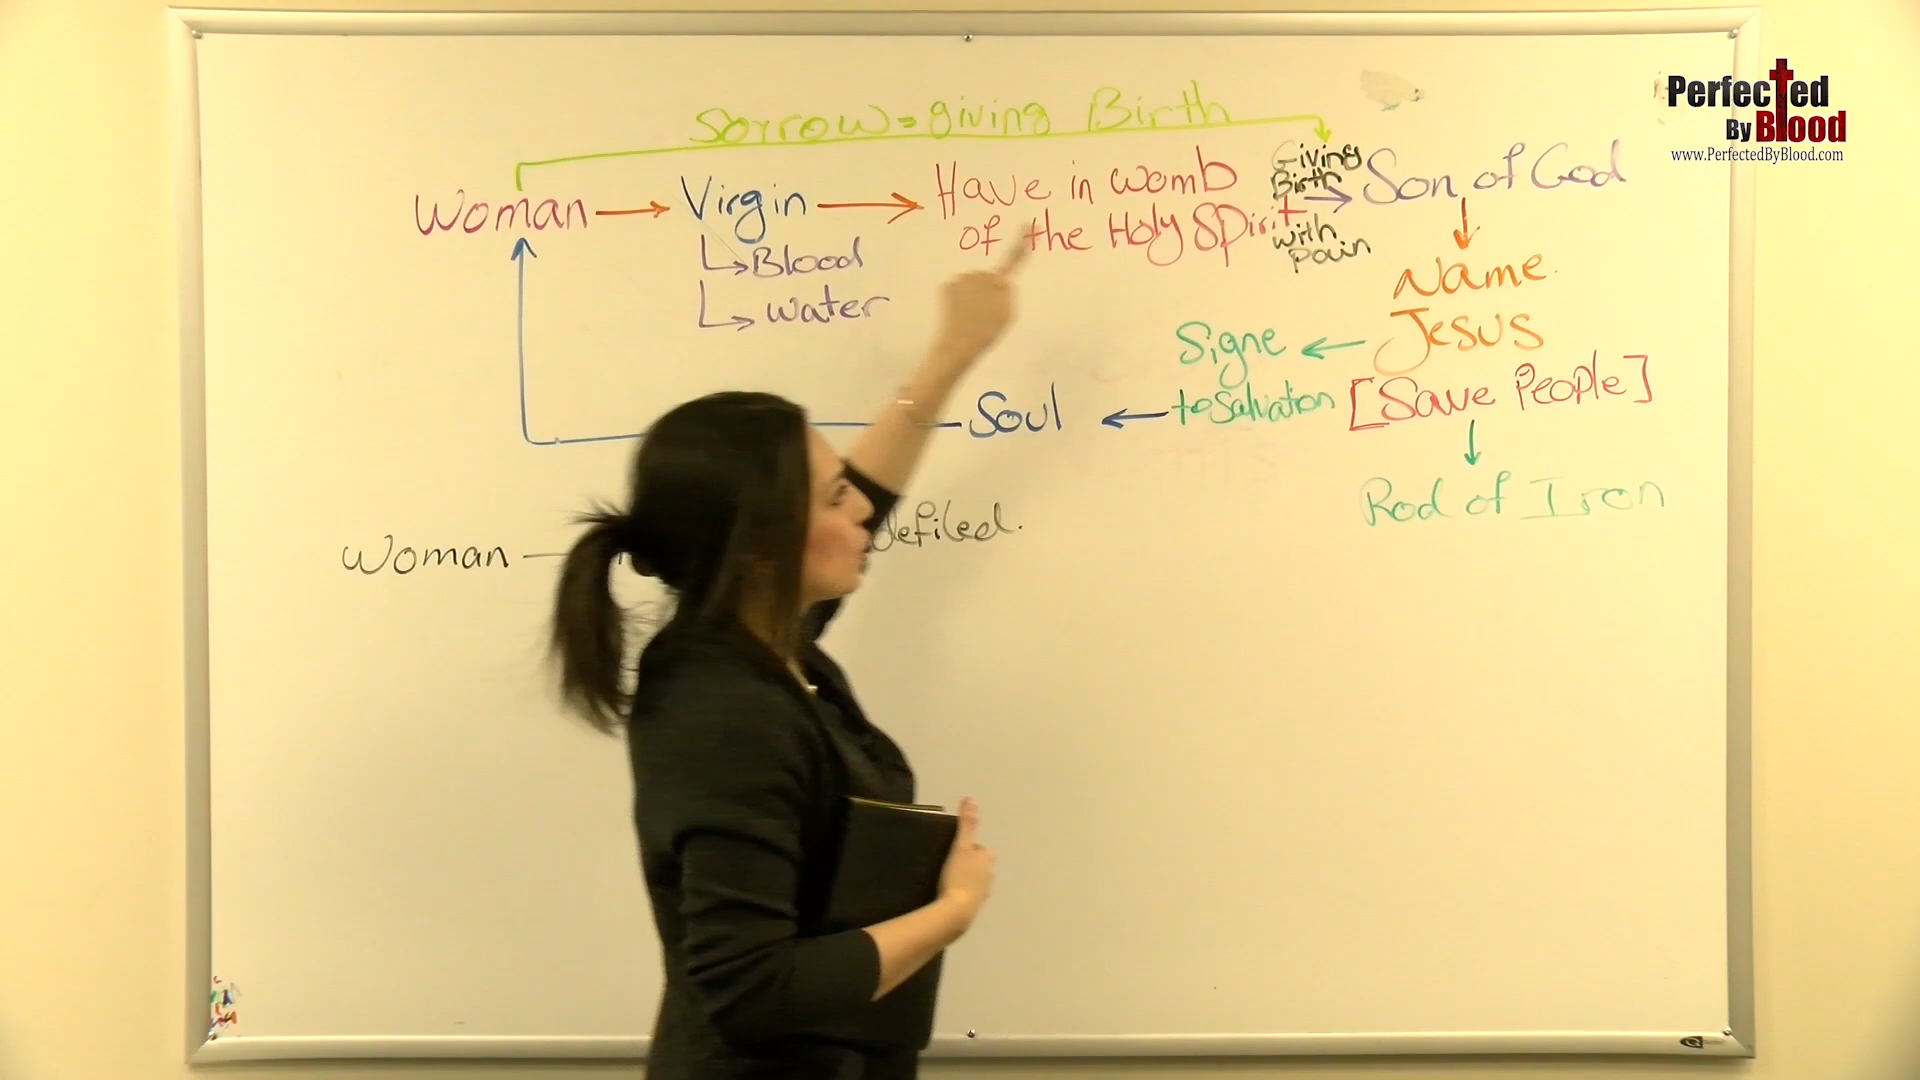 Perfected
By Blood
www.PerfectedByBlood.com
Sorrow = giving Birth
Woman → Virgin → Have in womb
of the Holy Spirit
Giving
Birth
with
Pain
→ Son of God
↳ Blood
↳ water
Name
Jesus
[Save People]
Signe
to Salvation
Soul
Rod of Iron
Woman
defiled.